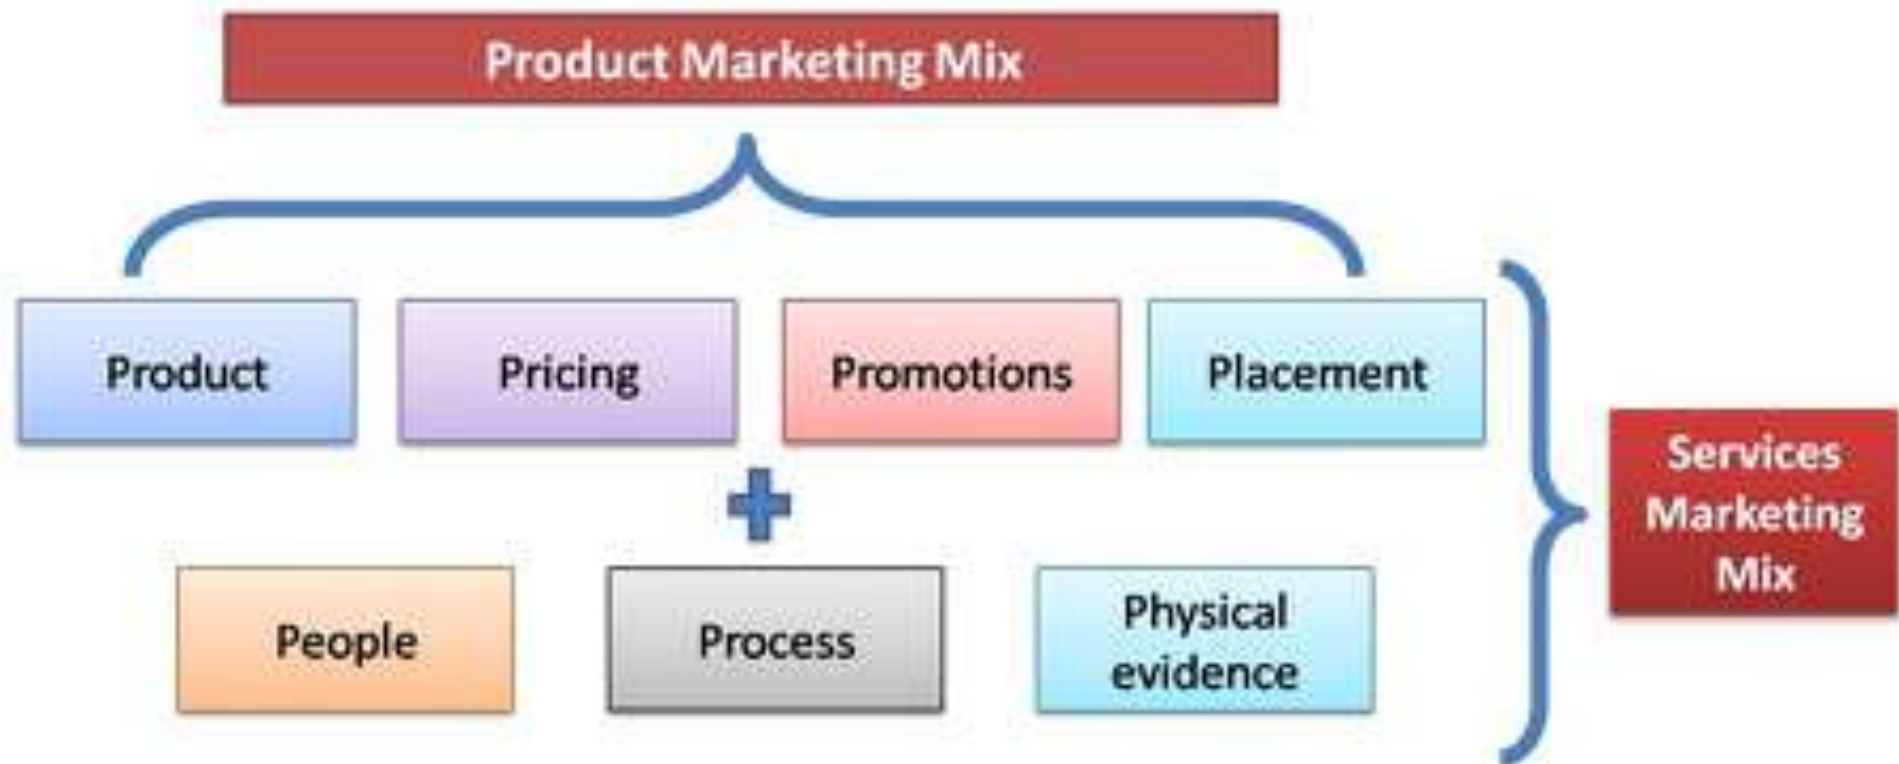 Product Marketing Mix
Product
Pricing
Promotions
Placement
Services
Marketing
Mix
People
Process
Physical
evidence